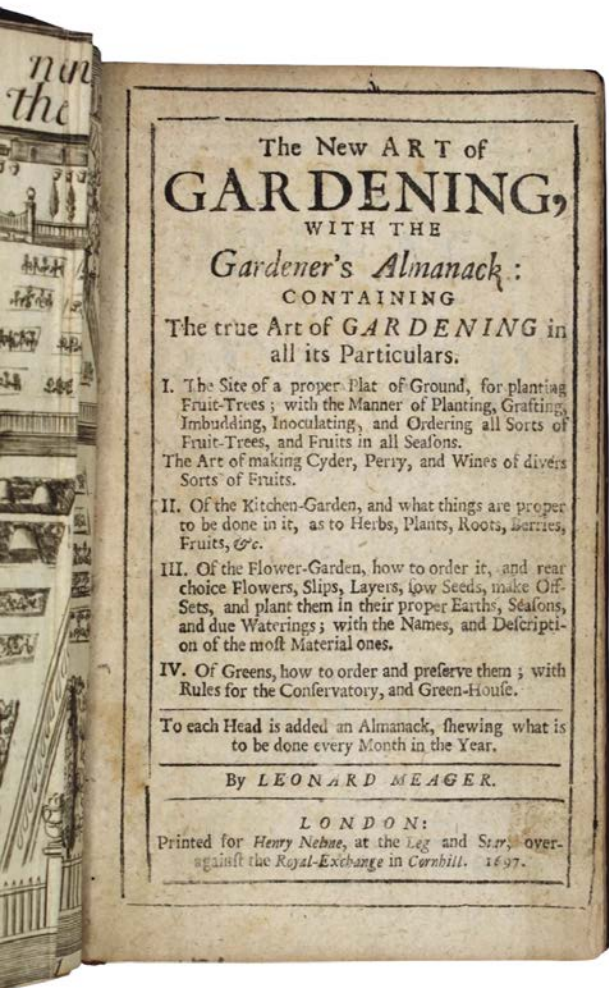 nin
the
The New ART of
GARDENING,
WITH THE
Gardener's Almanack:
CONTAINING
The true Art of GARDENING in
all its Particulars.
I. The Site of a proper Plat of Ground, for planting
Fruit-Trees; with the Manner of Planting, Grafting,
Imbudding, Inoculating, and Ordering all Sorts of
Fruit-Trees, and Fruits in all Seaſons.
The Art of making Cyder, Perry, and Wines of divers
Sorts of Fruits.
II. Of the Kitchen-Garden, and what things are proper
to be done in it, as to Herbs, Plants, Roots, Berries,
Fruits, &c.
III. Of the Flower-Garden, how to order it, and rear
choice Flowers, Slips, Layers, ſow Seeds, make Off-
Sets, and plant them in their proper Earths, Seaſons,
and due Waterings; with the Names, and Deſcripti-
on of the moſt Material ones.
IV. Of Greens, how to order and preſerve them; with
Rules for the Conſervatory, and Green-Houſe.
To each Head is added an Almanack, ſhewing what is
to be done every Month in the Year.
By LEONARD MEAGER.
LONDON:
Printed for Henry Nelme, at the Leg and Star, over-
againſt the Royal-Exchange in Cornhill. 1697.